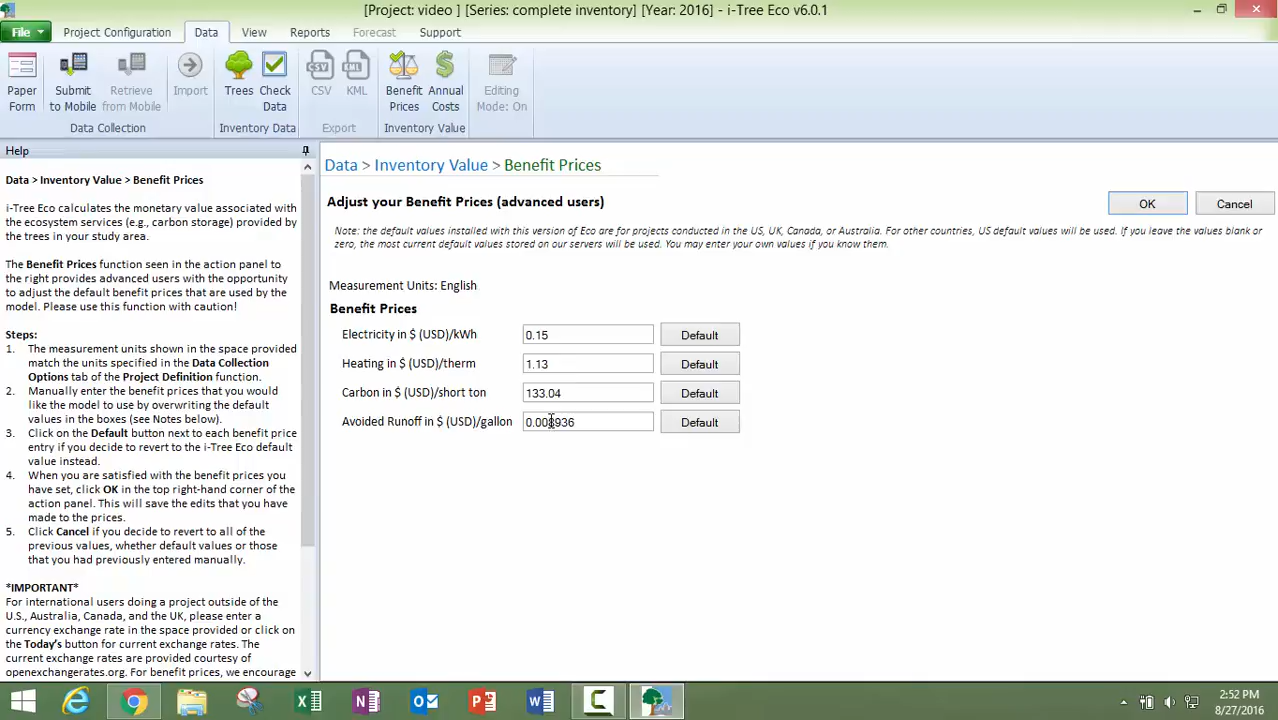 [Project: video ] [Series: complete inventory] [Year: 2016] - i-Tree Eco v6.0.1
File
Project Configuration
Data
View
Reports
Forecast
Support
Paper Form
Submit to Mobile
Retrieve from Mobile
Import
Trees
Check Data
CSV
KML
Benefit Prices
Annual Costs
Editing Mode: On
Data Collection
Inventory Data
Export
Inventory Value
Help
Data > Inventory Value > Benefit Prices
i-Tree Eco calculates the monetary value associated with
the ecosystem services (e.g., carbon storage) provided by
the trees in your study area.
The Benefit Prices function seen in the action panel to
the right provides advanced users with the opportunity
to adjust the default benefit prices that are used by the
model. Please use this function with caution!
Steps:
1. The measurement units shown in the space provided
match the units specified in the Data Collection
Options tab of the Project Definition function.
2. Manually enter the benefit prices that you would
like the model to use by overwriting the default
values in the boxes (see Notes below).
3. Click on the Default button next to each benefit price
entry if you decide to revert to the i-Tree Eco default
value instead.
4. When you are satisfied with the benefit prices you
have set, click OK in the top right-hand corner of the
action panel. This will save the edits that you have
made to the prices.
5. Click Cancel if you decide to revert to all of the
previous values, whether default values or those
that you had previously entered manually.
*IMPORTANT*
For international users doing a project outside of the
U.S., Australia, Canada, and the UK, please enter a
currency exchange rate in the space provided or click on
the Today's button for current exchange rates. The
current exchange rates are provided courtesy of
openexchangerates.org. For benefit prices, we encourage
Data > Inventory Value > Benefit Prices
Adjust your Benefit Prices (advanced users)
OK
Cancel
Note: the default values installed with this version of Eco are for projects conducted in the US, UK, Canada, or Australia. For other countries, US default values will be used. If you leave the values blank or
zero, the most current default values stored on our servers will be used. You may enter your own values if you know them.
Measurement Units: English
Benefit Prices
Electricity in $ (USD)/kWh 0.15 Default
Heating in $ (USD)/therm 1.13 Default
Carbon in $ (USD)/short ton 133.04 Default
Avoided Runoff in $ (USD)/gallon Default
2:52 PM
8/27/2016